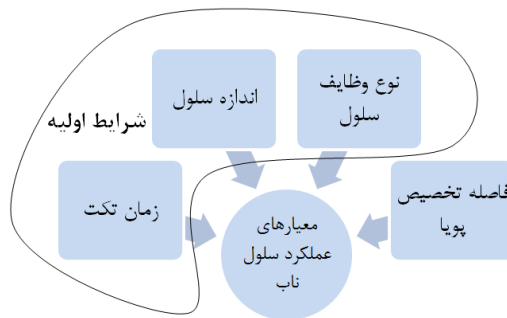 نوع وظایف
سلول
اندازه سلول
شرایط اولیه
زمان تکت
فاصله تخصیص
پویا
معیارهای
عملکرد سلول
ناب